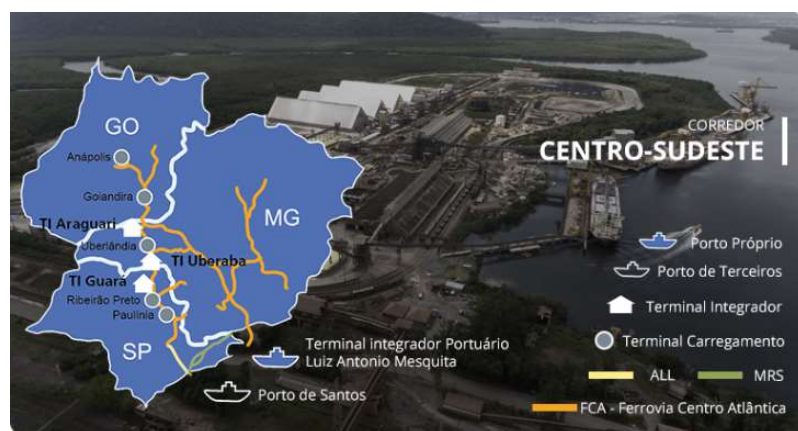 CORREDOR
CENTRO-SUDESTE
GO
Anápolis
Goiandira
TI Araguari
MG
Uberlândia
TI Uberaba
TI Guará
Ribeirão Preto
Paulínia
SP
Terminal integrador Portuário
Luiz Antonio Mesquita
Porto de Santos
Porto Próprio
Porto de Terceiros
Terminal Integrador
Terminal Carregamento
ALL
MRS
FCA - Ferrovia Centro Atlântica